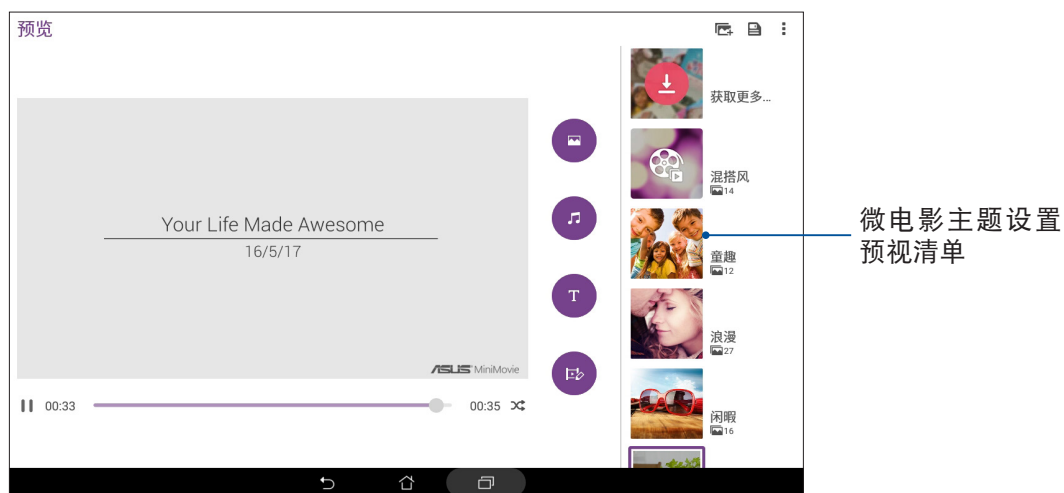 预览
获取更多...
混搭风
14
童趣
12
浪漫
27
闲暇
16
Your Life Made Awesome
16/5/17
ASUS MiniMovie
00:33
00:35
T
微电影主题设置
预视清单